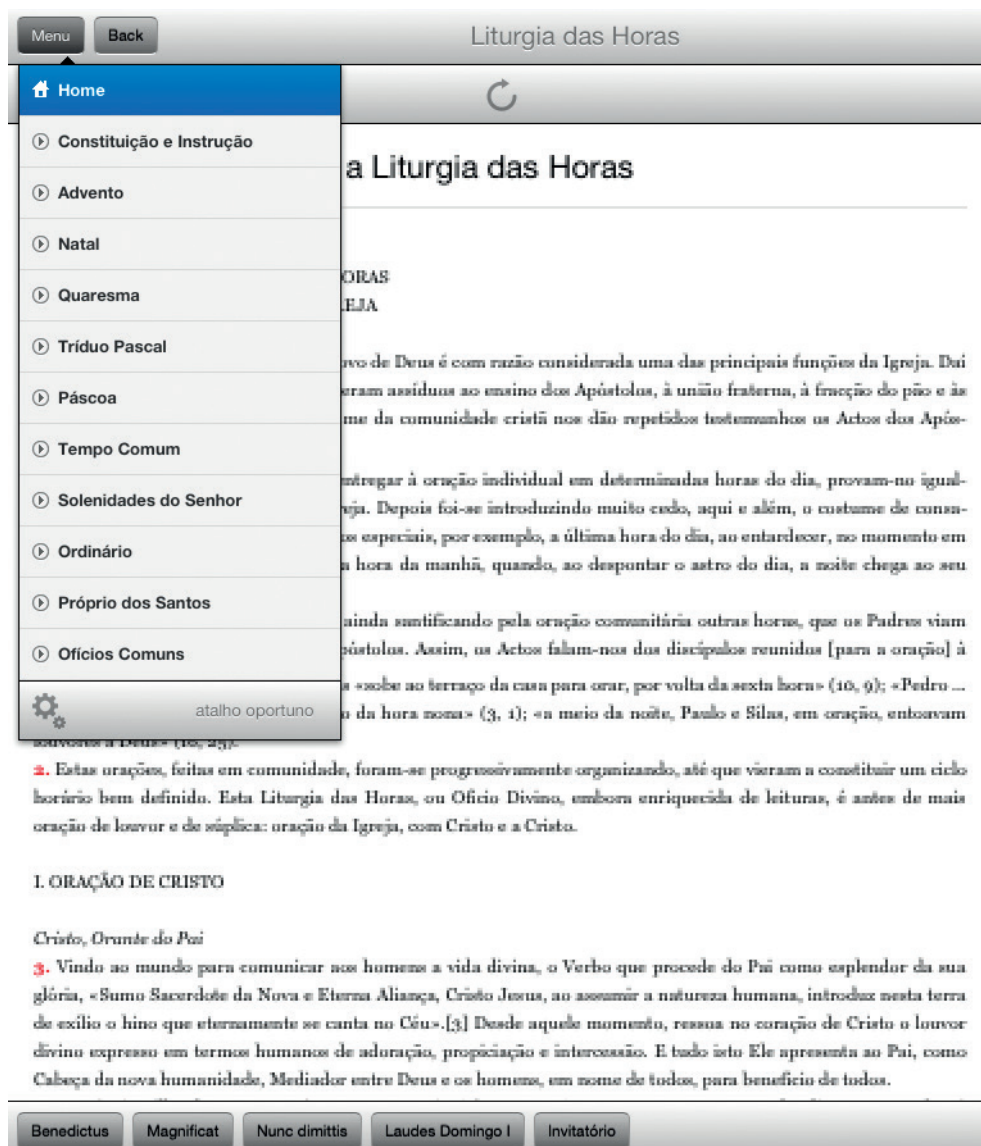 Menu Back Liturgia das Horas
Home
Constituição e Instrução
Advento
Natal
Quaresma
Tríduo Pascal
Páscoa
Tempo Comum
Solenidades do Senhor
Ordinário
Próprio dos Santos
Ofícios Comuns
atalho oportuno
a Liturgia das Horas
ORAS
EJA
ovo de Deus é com razão considerada uma das principais funções da Igreja. Daí
eram assíduos ao ensino dos Apóstolos, à união fraterna, à fracção do pão e às
me da comunidade cristã nos dão repetidos testemunhos os Actos dos Após-
ntregar à oração individual em determinadas horas do dia, provam-no igual-
eja. Depois foi-se introduzindo muito cedo, aqui e além, o costume de consa-
os especiais, por exemplo, a última hora do dia, ao entardecer, no momento em
a hora da manhã, quando, ao despontar o astro do dia, a noite chega ao seu
ainda santificando pela oração comunitária outras horas, que os Padres viam
póstolos. Assim, os Actos falam-nos dos discípulos reunidos [para a oração] à
s «sobe ao terraço da casa para orar, por volta da sexta hora» (10, 9); «Pedro ...
o da hora nona» (3, 1); «a meio da noite, Paulo e Silas, em oração, entoavam
louvores a Deus» (16, 25).
2. Estas orações, feitas em comunidade, foram-se progressivamente organizando, até que vieram a constituir um ciclo
horário bem definido. Esta Liturgia das Horas, ou Ofício Divino, embora enriquecida de leituras, é antes de mais
oração de louvor e de súplica: oração da Igreja, com Cristo e a Cristo.
I. ORAÇÃO DE CRISTO
Cristo, Orante do Pai
3. Vindo ao mundo para comunicar aos homens a vida divina, o Verbo que procede do Pai como esplendor da sua
glória, «Sumo Sacerdote da Nova e Eterna Aliança, Cristo Jesus, ao assumir a natureza humana, introduz nesta terra
de exílio o hino que eternamente se canta no Céu».[3] Desde aquele momento, ressoa no coração de Cristo o louvor
divino expresso em termos humanos de adoração, propiciação e intercessão. E tudo isto Ele apresenta ao Pai, como
Cabeça da nova humanidade, Mediador entre Deus e os homens, em nome de todos, para benefício de todos.
Benedictus Magnificat Nunc dimittis Laudes Domingo I Invitatório